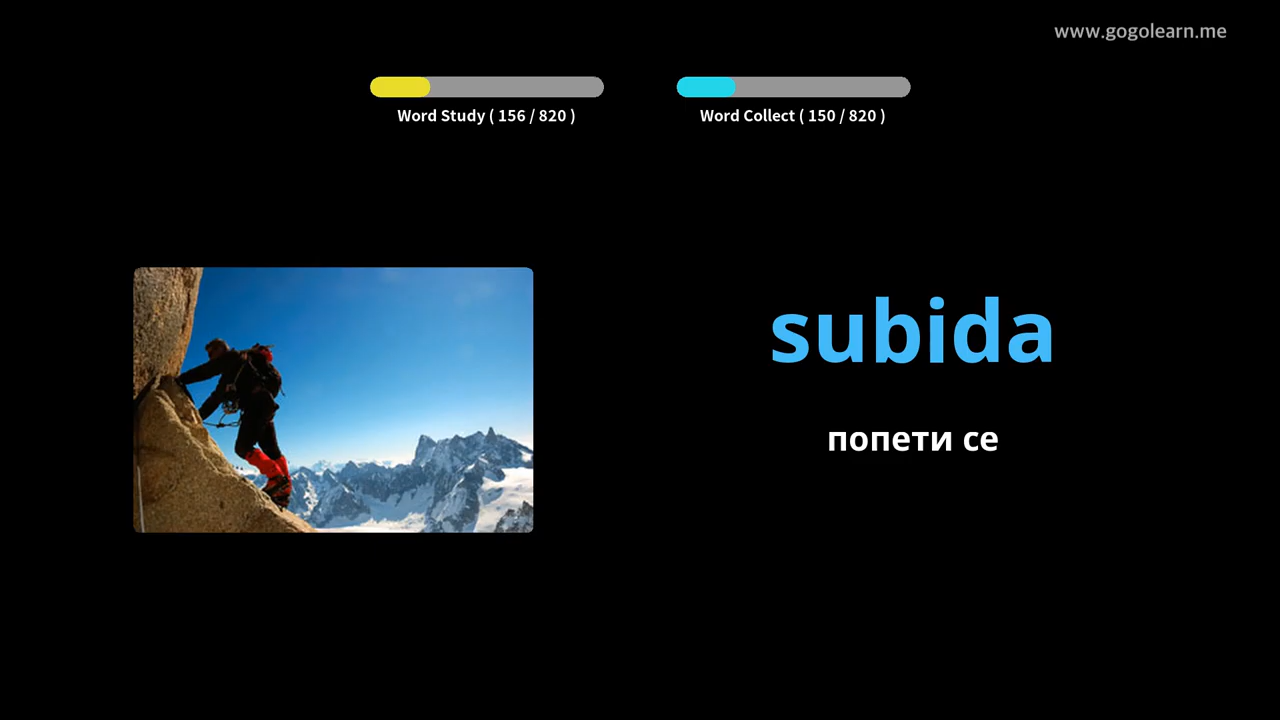 www.gogolearn.me
Word Study ( 156 / 820 )
Word Collect ( 150 / 820 )
subida
попети се